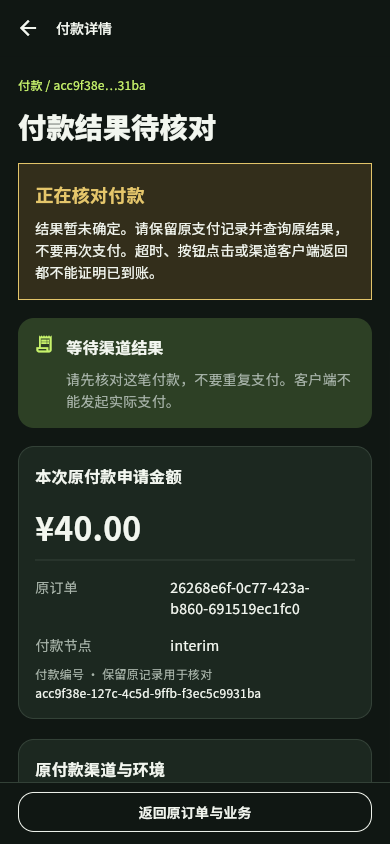 付款详情
付款 / acc9f38e…31ba
付款结果待核对
正在核对付款
结果暂未确定。请保留原支付记录并查询原结果，
不要再次支付。超时、按钮点击或渠道客户端返回
都不能证明已到账。
等待渠道结果
请先核对这笔付款，不要重复支付。客户端不
能发起实际支付。
本次原付款申请金额
¥40.00
原订单 26268e6f-0c77-423a-
b860-691519ec1fc0
付款节点 interim
付款编号 · 保留原记录用于核对
acc9f38e-127c-4c5d-9ffb-f3ec5c9931ba
原付款渠道与环境
返回原订单与业务